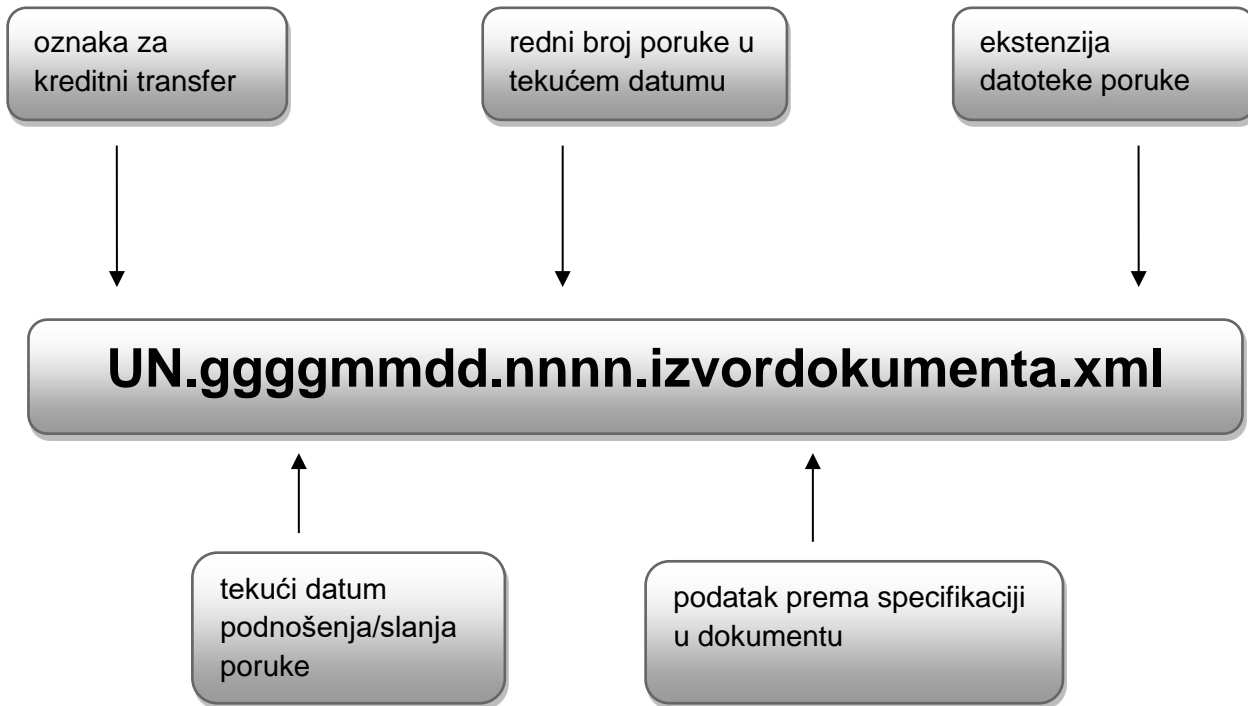 oznaka za
kreditni transfer
redni broj poruke u
tekućem datumu
ekstenzija
datoteke poruke
UN.ggggmmdd.nnnn.izvordokumenta.xml
tekući datum
podnošenja/slanja
poruke
podatak prema specifikaciji
u dokumentu